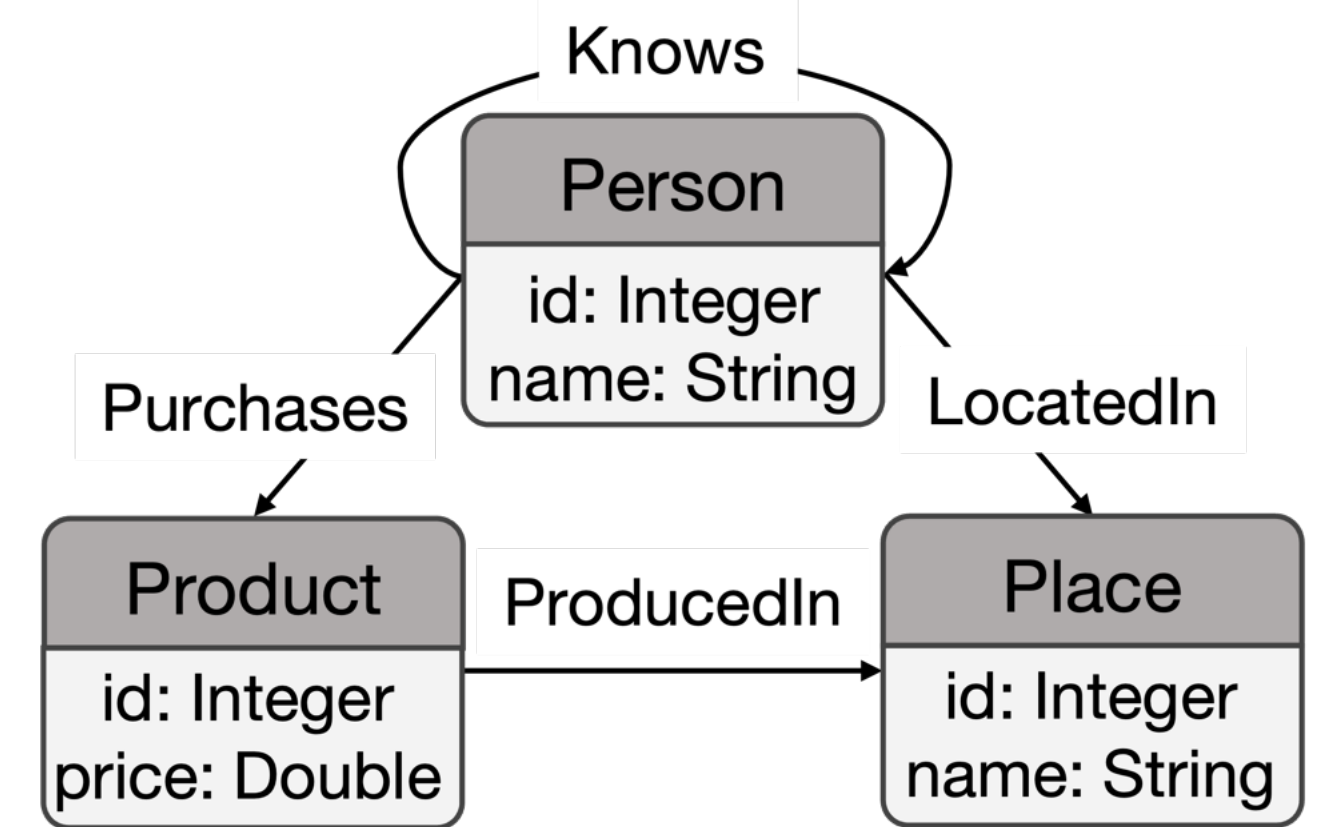 Knows
Person
id: Integer
name: String
Purchases
LocatedIn
Product
id: Integer
price: Double
ProducedIn
Place
id: Integer
name: String